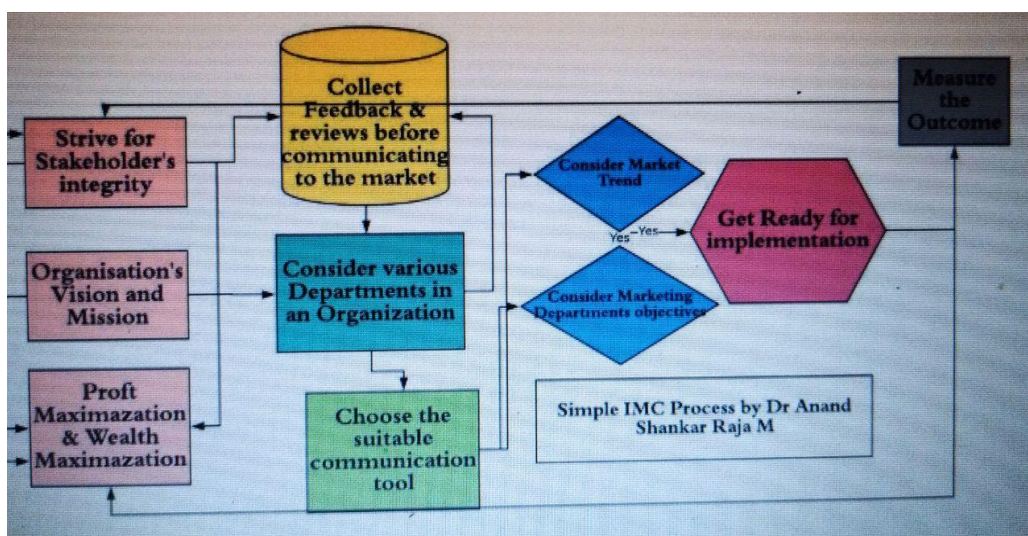 Strive for
Stakeholder's
integrity
Organisation's
Vision and
Mission
Proft
Maximazation
& Wealth
Maximazation
Collect
Feedback &
reviews before
communicating
to the market
Consider various
Departments in
an Organization
Choose the
suitable
communication
tool
Consider Market
Trend
Yes
Yes
Consider Marketing
Departments objectives
Get Ready for
implementation
Measure
the
Outcome
Simple IMC Process by Dr Anand
Shankar Raja M